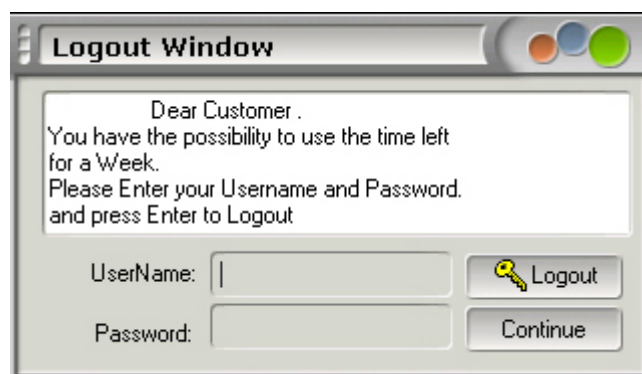 Logout Window
Dear Customer .
You have the possibility to use the time left
for a Week.
Please Enter your Username and Password.
and press Enter to Logout
UserName:
Logout
Password:
Continue